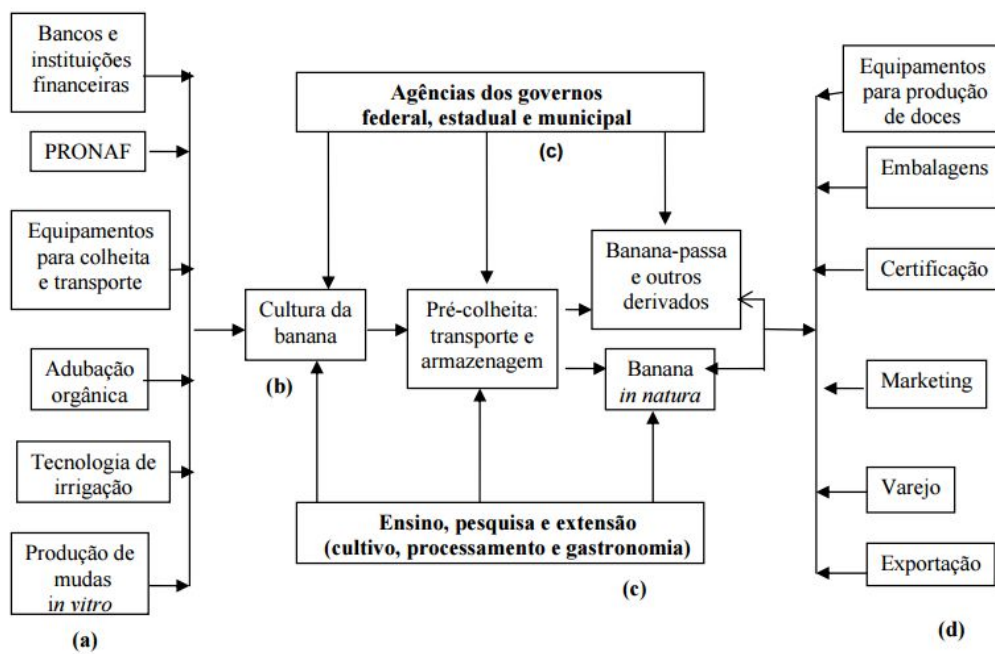 Bancos e
instituições
financeiras
PRONAF
Equipamentos
para colheita
e transporte
Adubação
orgânica
Tecnologia de
irrigação
Produção de
mudas
in vitro
(a)
Agências dos governos
federal, estadual e municipal
(c)
Cultura da
banana
(b)
Pré-colheita:
transporte e
armazenagem
Banana-passa
e outros
derivados
Banana
in natura
Ensino, pesquisa e extensão
(cultivo, processamento e gastronomia)
(c)
Equipamentos
para produção
de doces
Embalagens
Certificação
Marketing
Varejo
Exportação
(d)